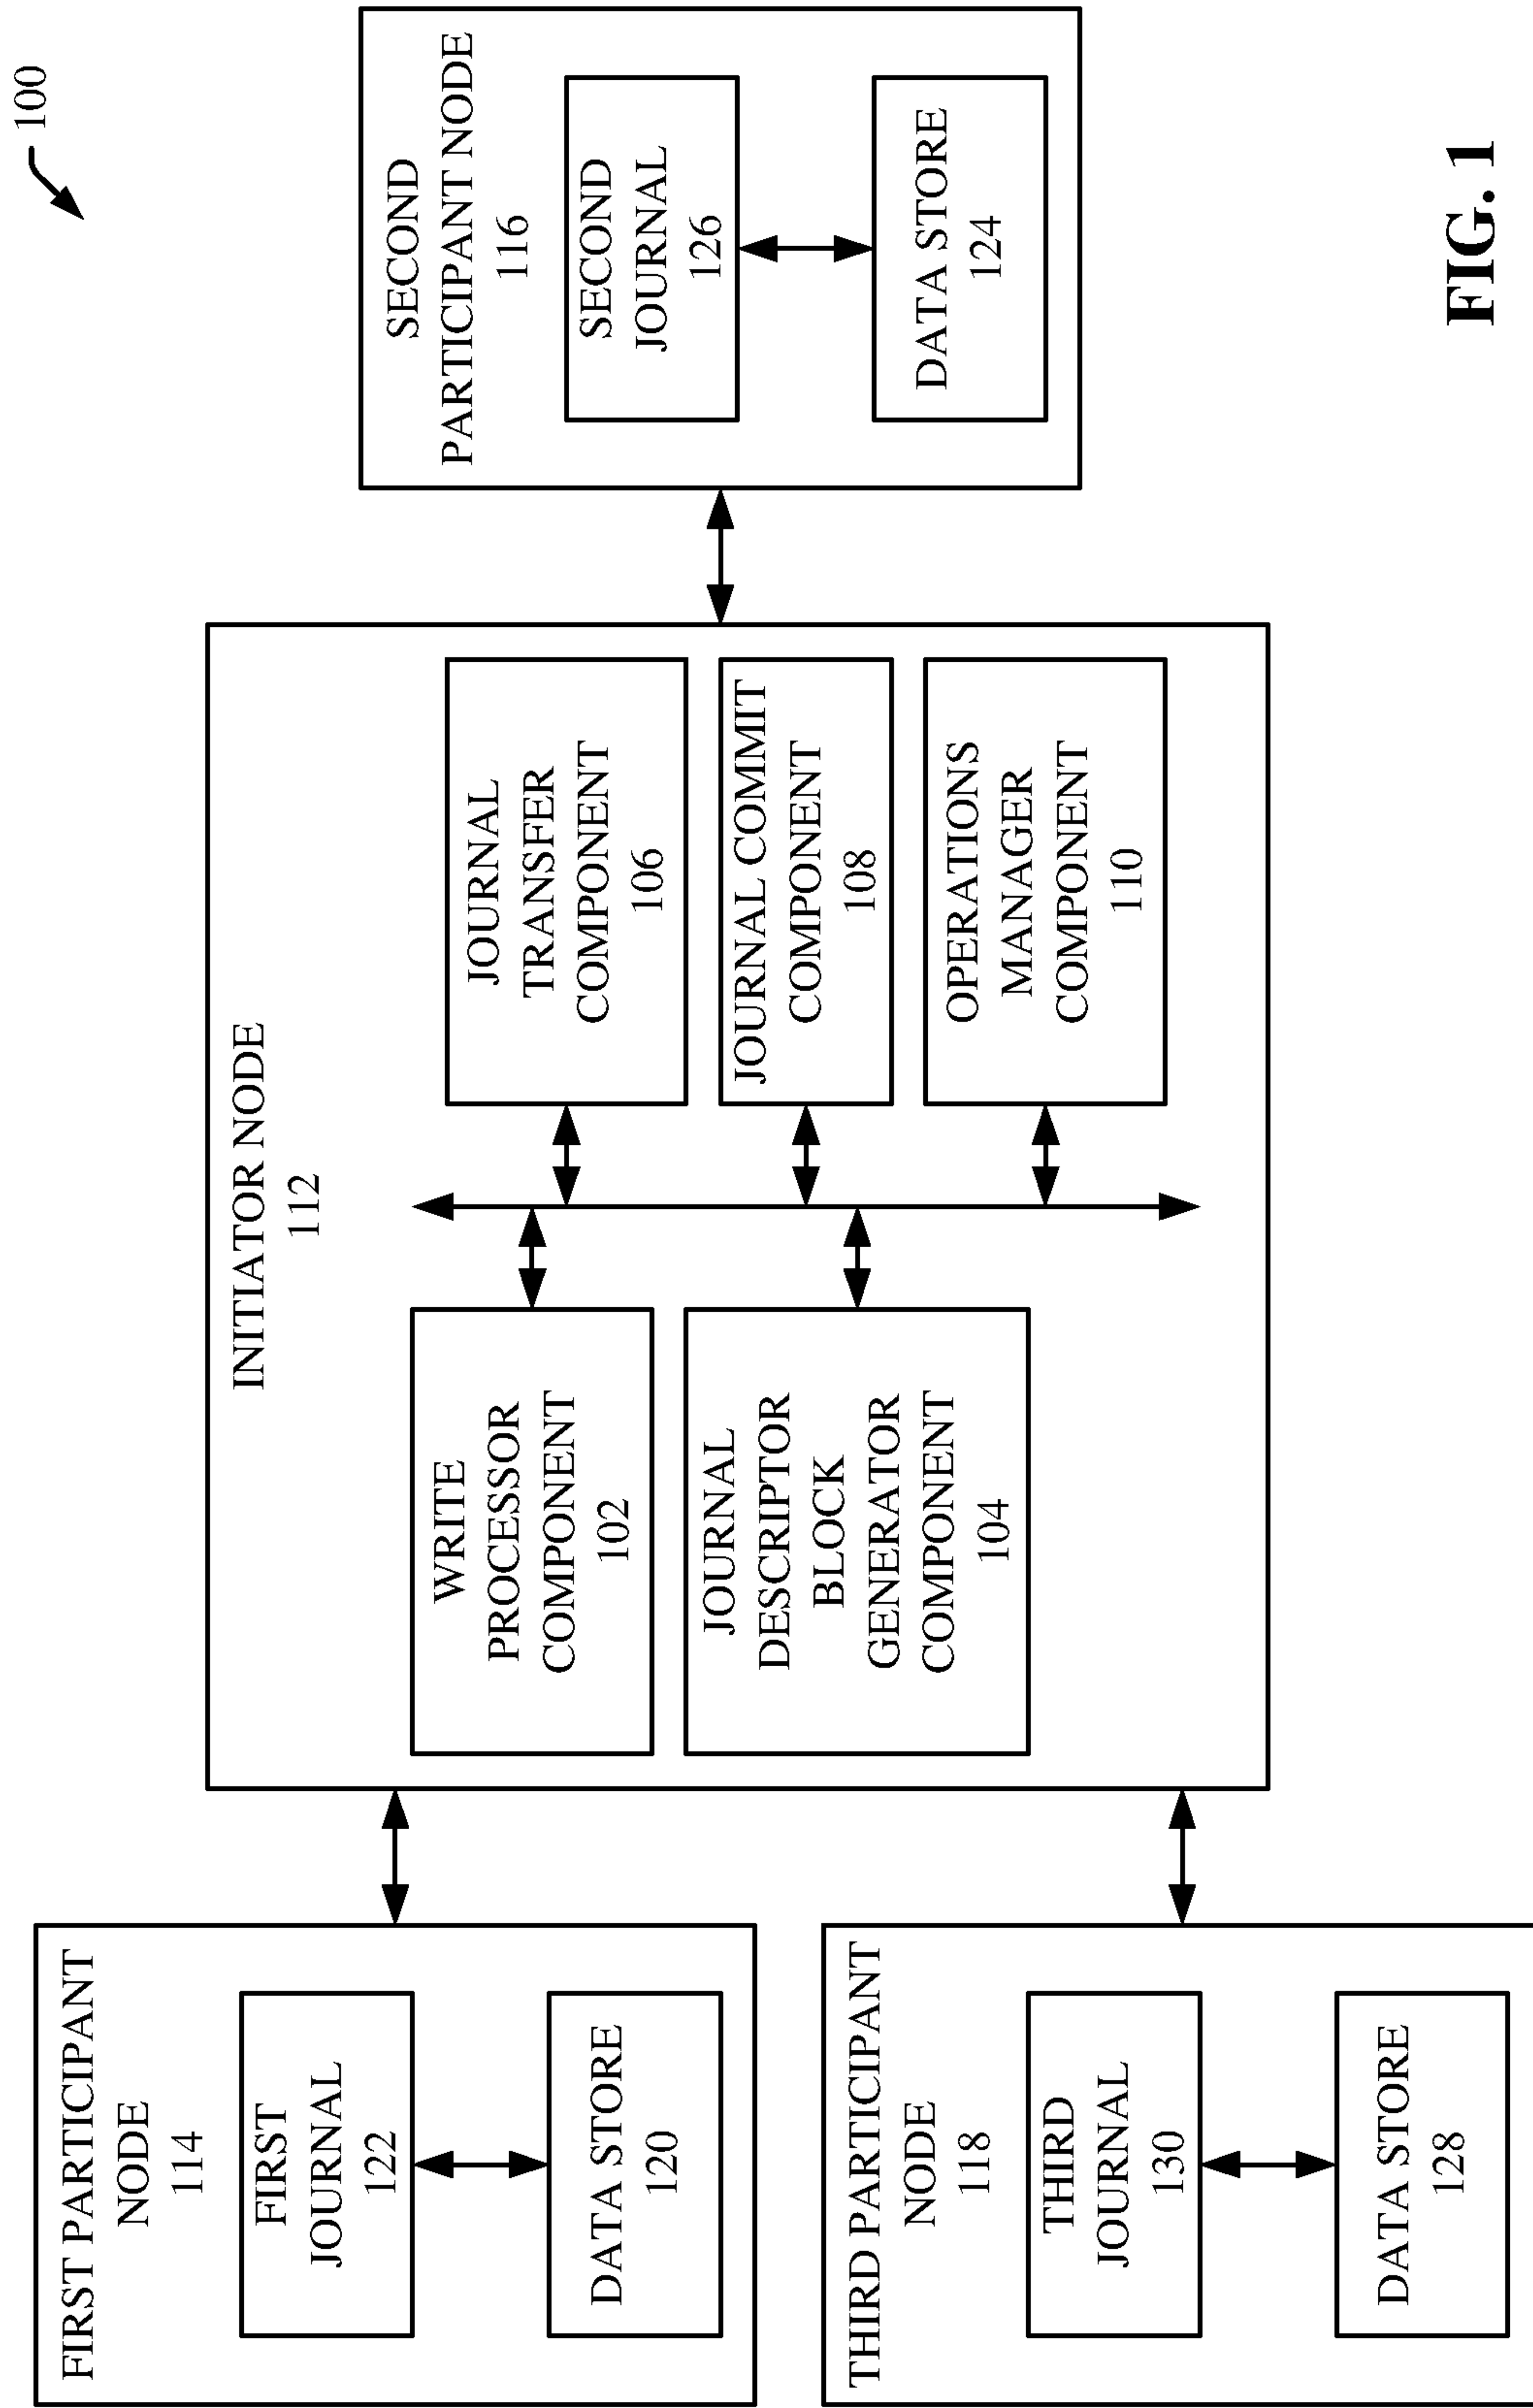 100
INITIATOR NODE
112
FIRST PARTICIPANT
NODE
114
FIRST
JOURNAL
122
DATA STORE
120
THIRD PARTICIPANT
NODE
118
THIRD
JOURNAL
130
DATA STORE
128
WRITE
PROCESSOR
COMPONENT
102
JOURNAL
DESCRIPTOR
BLOCK
GENERATOR
COMPONENT
104
JOURNAL
TRANSFER
COMPONENT
106
JOURNAL COMMIT
COMPONENT
108
OPERATIONS
MANAGER
COMPONENT
110
SECOND
PARTICIPANT NODE
116
SECOND
JOURNAL
126
DATA STORE
124
FIG. 1